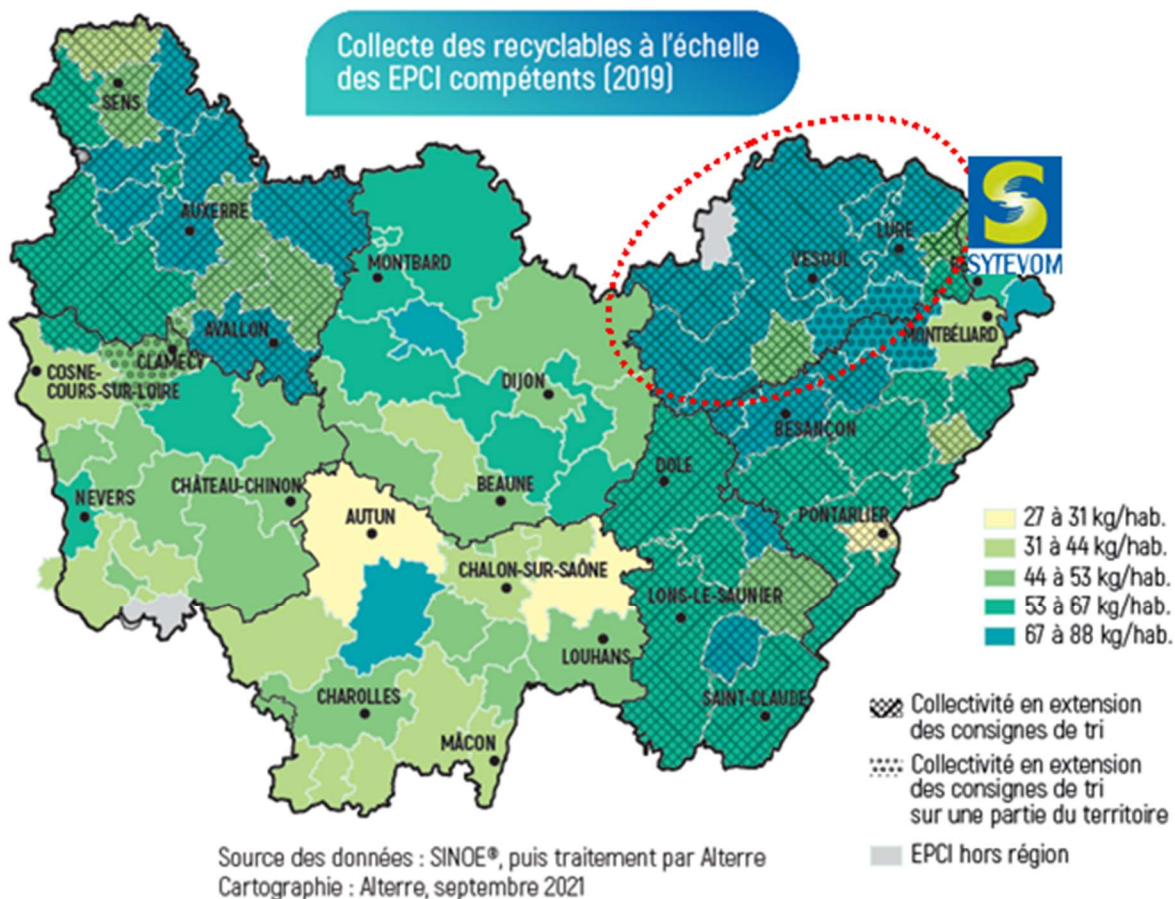 Collecte des recyclables à l'échelle
des EPCI compétents (2019)
SENS
AUXERRE
MONTBARD
VESOUL
LURE
S
SYTEVOM
AVALLON
CLAMECY
MONTBÉLIARD
COSNE-
COURS-SUR-LOIRE
DIJON
BESANÇON
DOLE
NEVERS
CHÂTEAU-CHINON
BEAUNE
PONTARLIER
AUTUN
CHALON-SUR-SAÔNE
LONS-LE-SAUNIER
LOUHANS
CHAROLLES
SAINT-CLAUDE
MÂCON
27 à 31 kg/hab.
31 à 44 kg/hab.
44 à 53 kg/hab.
53 à 67 kg/hab.
67 à 88 kg/hab.
Collectivité en extension
des consignes de tri
Collectivité en extension
des consignes de tri
sur une partie du territoire
EPCI hors région
Source des données : SINOE®, puis traitement par Alterre
Cartographie : Alterre, septembre 2021